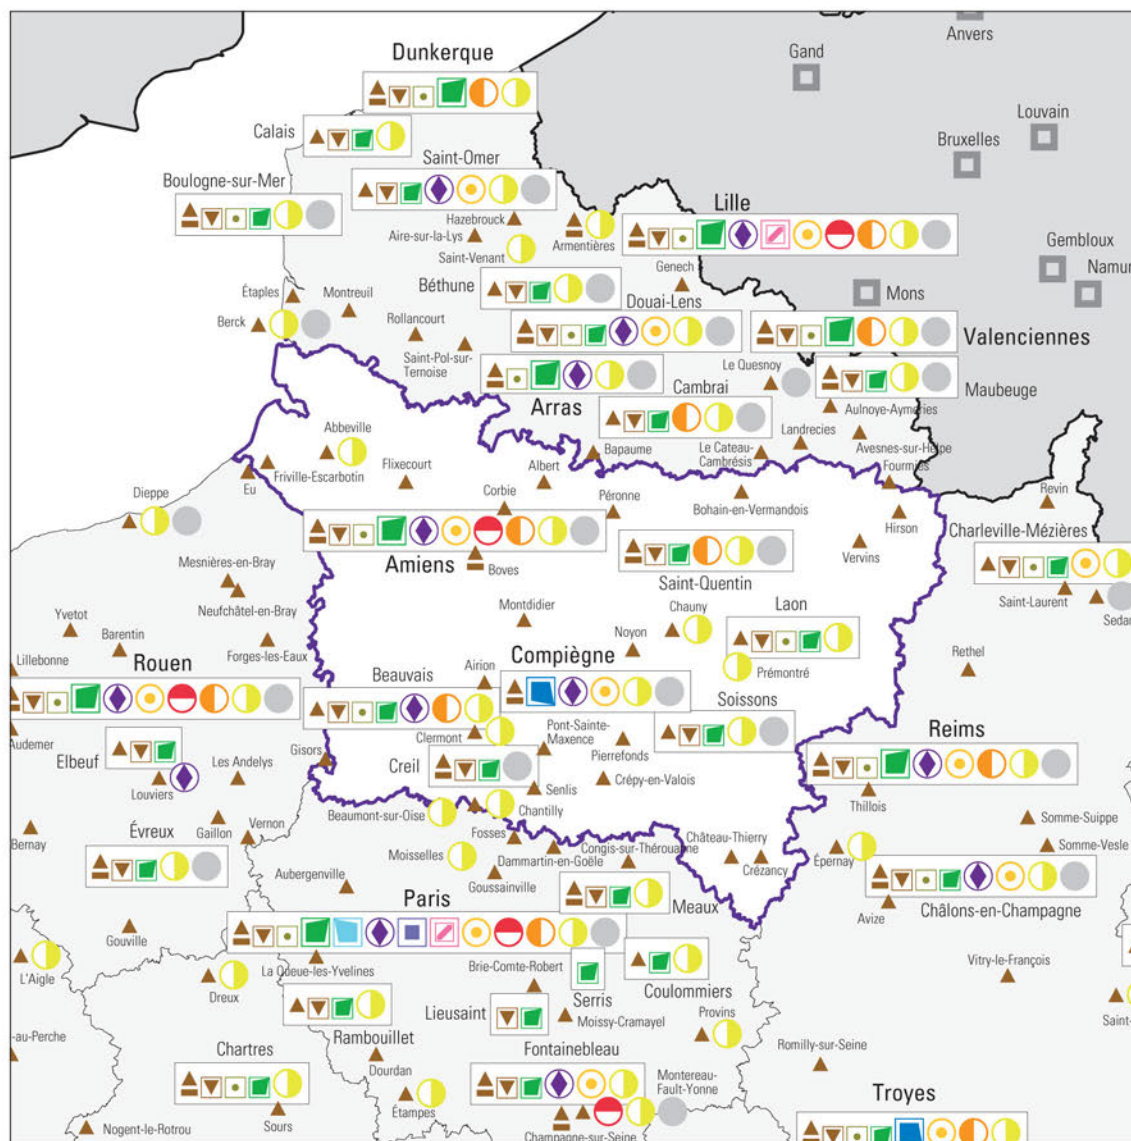 Anvers
Gand
Dunkerque
Louvain
Calais
Bruxelles
Saint-Omer
Boulogne-sur-Mer
Lille
Hazebrouck
Aire-sur-la-Lys
Armentières
Saint-Venant
Gembloux
Genech
Namur
Béthune
Étaples
Montreuil
Douai-Lens
Mons
Berck
Rollancourt
Valenciennes
Saint-Pol-sur-
Ternoise
Le Quesnoy
Cambrai
Maubeuge
Arras
Aulnoye-Aymeries
Landrecies
Abbeville
Bapaume
Le Cateau-
Cambrésis
Avesnes-sur-Helpe
Flixecourt
Albert
Fourmies
Friville-Escarbotin
Eu
Dieppe
Corbie
Péronne
Bohain-en-Vermandois
Revin
Hirson
Charleville-Mézières
Amiens
Boves
Vervins
Mesnières-en-Bray
Saint-Quentin
Saint-Laurent
Neufchâtel-en-Bray
Montdidier
Chauny
Laon
Sedan
Yvetot
Barentin
Noyon
Forges-les-Eaux
Lillebonne
Rouen
Beauvais
Airion
Compiègne
Prémontré
Rethel
Soissons
Audemer
Clermont
Pont-Sainte-
Maxence
Pierrefonds
Reims
Elbeuf
Gisors
Les Andelys
Creil
Louviers
Crépy-en-Valois
Senlis
Thillois
Beaumont-sur-Oise
Chantilly
Évreux
Gaillon
Vernon
Fosses
Somme-Suippe
Bernay
Château-Thierry
Moisselles
Dammartin-en-Goële
Congis-sur-Thérouanne
Épernay
Somme-Vesle
Crézancy
Aubergenville
Goussainville
Paris
Meaux
Avize
Châlons-en-Champagne
Gouville
L'Aigle
La Queue-les-Yvelines
Brie-Comte-Robert
Vitry-le-François
Dreux
Serris
Coulommiers
Lieusaint
Moissy-Cramayel
Provins
Saint-
-au-Perche
Rambouillet
Chartres
Fontainebleau
Romilly-sur-Seine
Dourdan
Montereau-
Fault-Yonne
Étampes
Troyes
Nogent-le-Rotrou
Sours
Champagne-sur-Seine